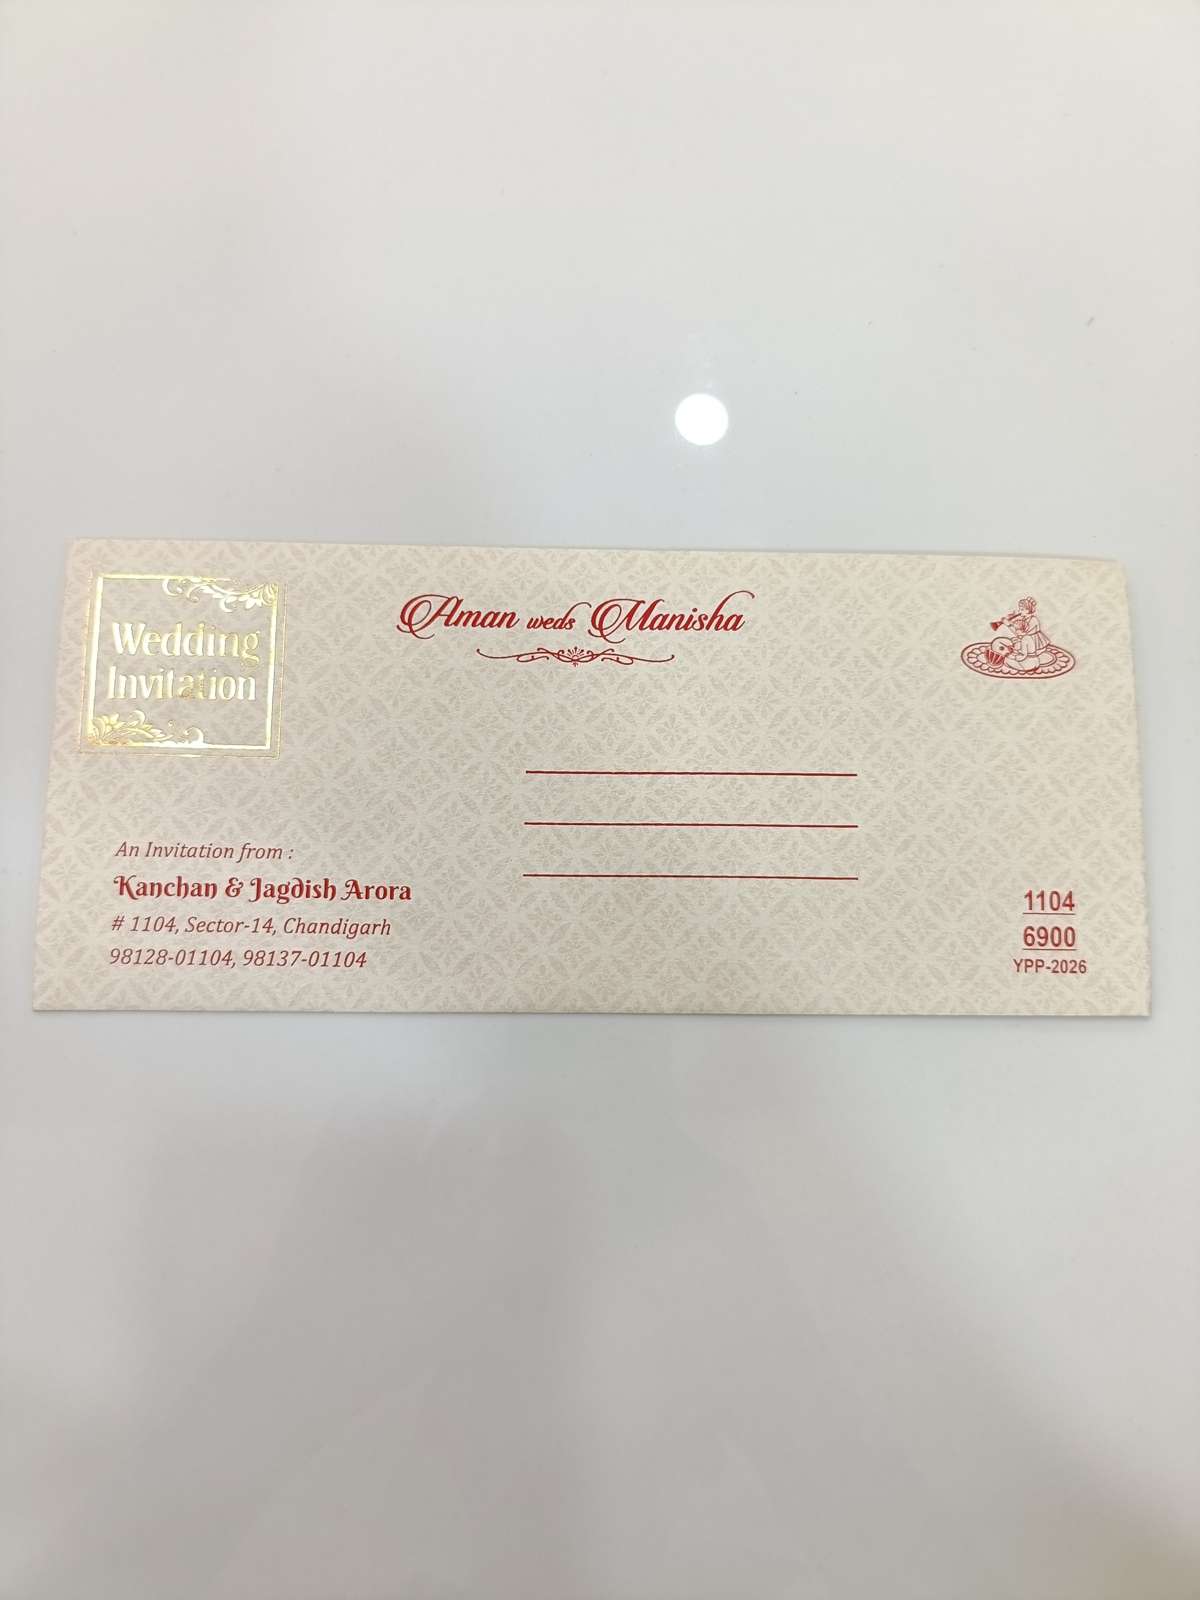 Wedding
Invitation
Aman weds Manisha
An Invitation from :
Kanchan & Jagdish Arora
# 1104, Sector-14, Chandigarh
98128-01104, 98137-01104
1104
6900
YPP-2026